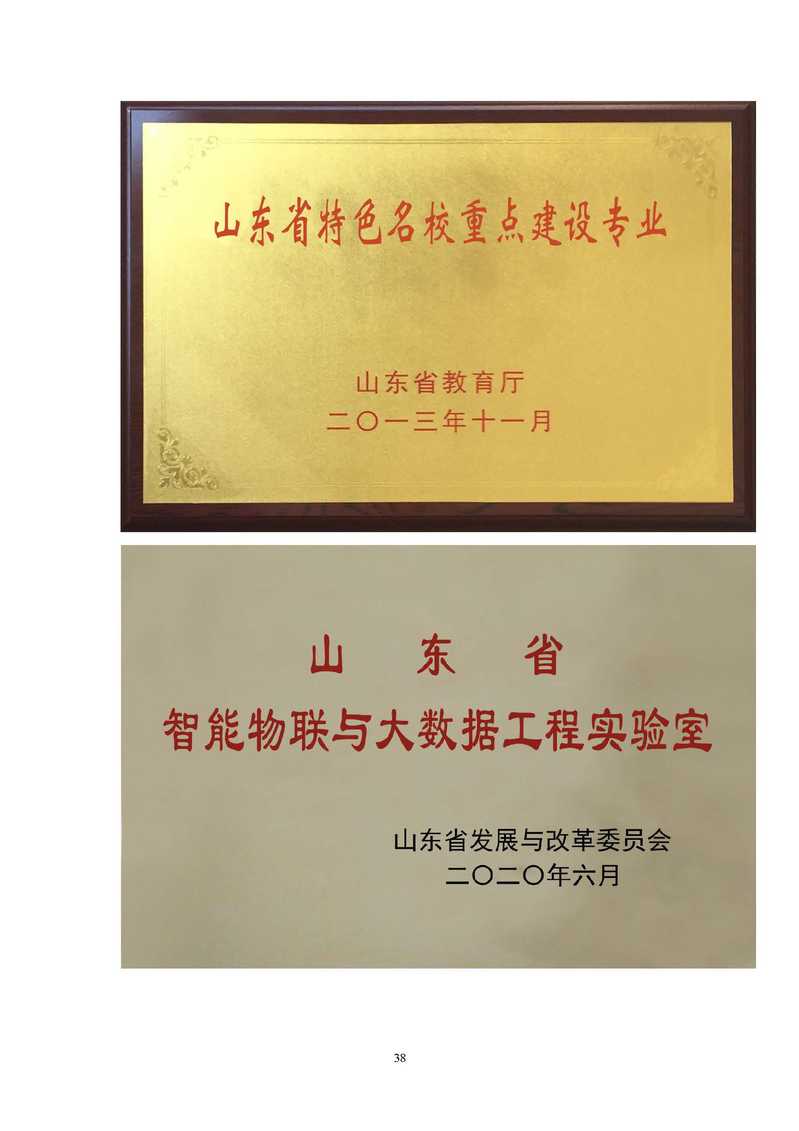 山东省特色名校重点建设专业
山东省教育厅
二〇一三年十一月
山东省
智能物联与大数据工程实验室
山东省发展与改革委员会
二〇二〇年六月
38